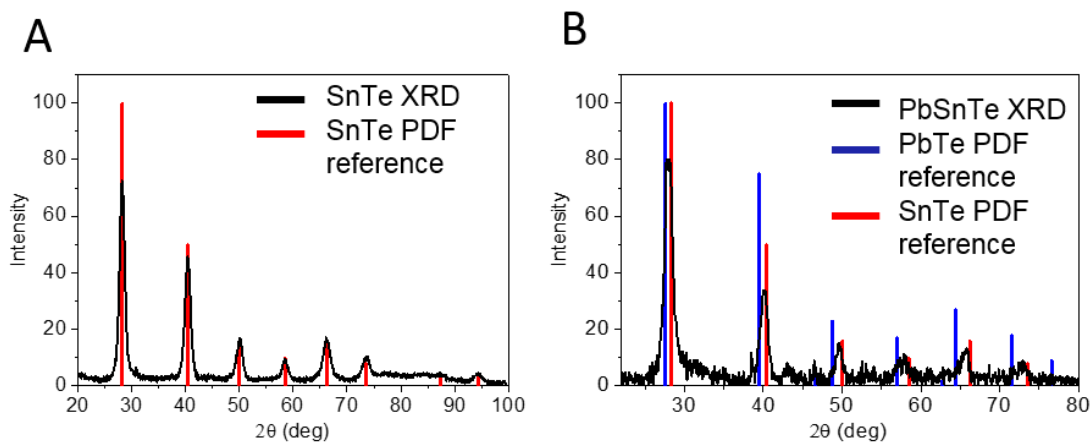 A
SnTe XRD
SnTe PDF
reference
100
80
60
40
20
0
Intensity
20 30 40 50 60 70 80 90 100
2θ (deg)
B
PbSnTe XRD
PbTe PDF
reference
SnTe PDF
reference
100
80
60
40
20
0
Intensity
30 40 50 60 70 80
2θ (deg)